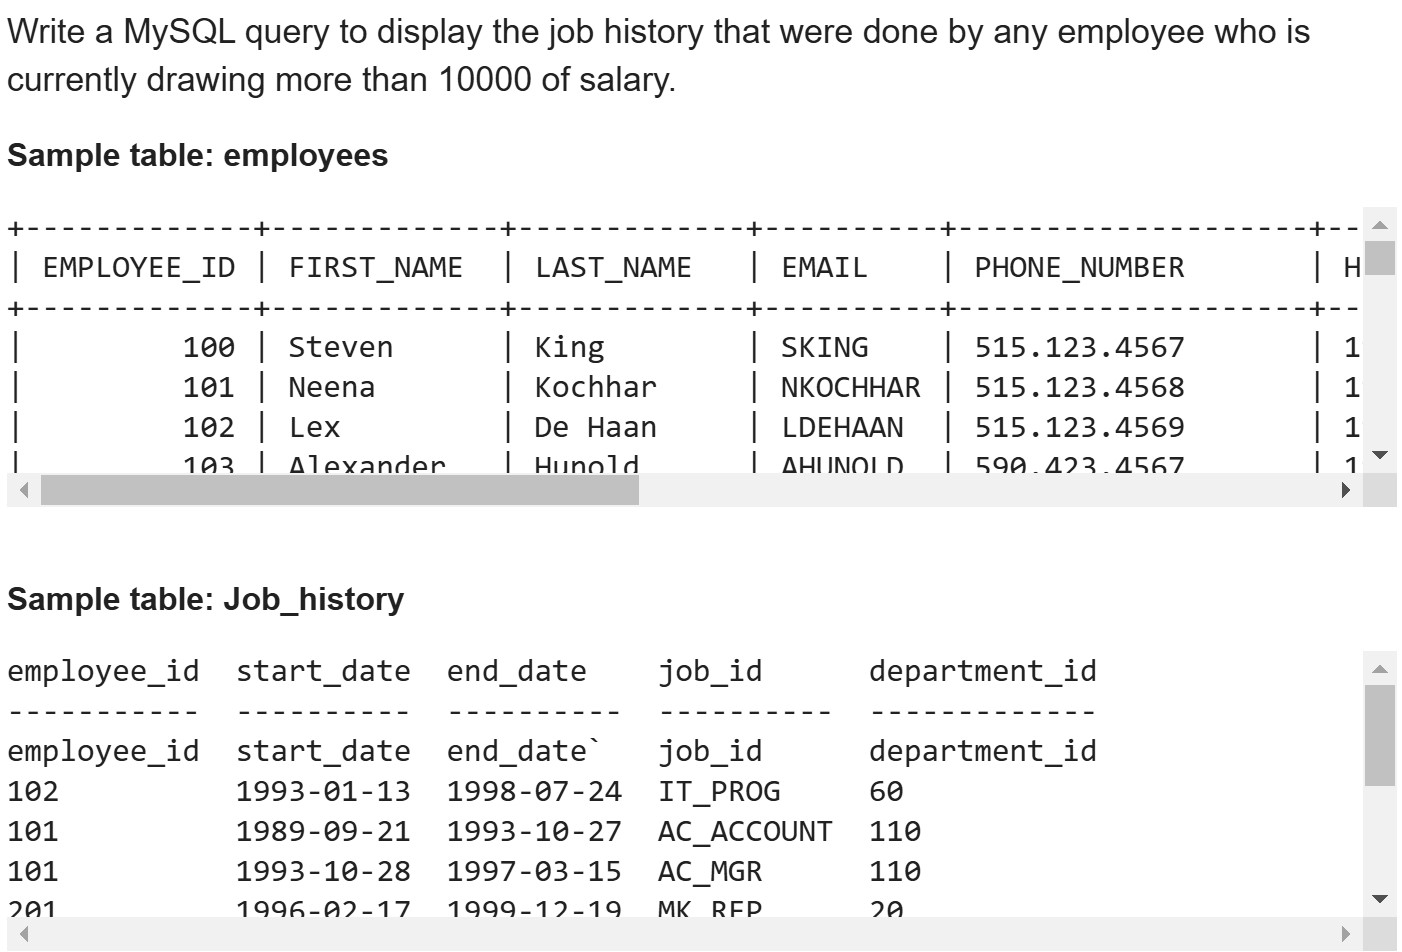 Write a MySQL query to display the job history that were done by any employee who is
currently drawing more than 10000 of salary.
Sample table: employees
+-------------+-------------+-------------+----------+--------------------+--
| EMPLOYEE_ID | FIRST_NAME  | LAST_NAME   | EMAIL    | PHONE_NUMBER       | H
+-------------+-------------+-------------+----------+--------------------+--
|         100 | Steven      | King        | SKING    | 515.123.4567       | 1
|         101 | Neena       | Kochhar     | NKOCHHAR | 515.123.4568       | 1
|         102 | Lex         | De Haan     | LDEHAAN  | 515.123.4569       | 1
|         103 | Alexander   | Hunold      | AHUNOLD  | 590.423.4567       | 1
Sample table: Job_history
employee_id  start_date  end_date    job_id      department_id
-----------  ----------  ----------  ----------  -------------
employee_id  start_date  end_date`   job_id      department_id
102          1993-01-13  1998-07-24  IT_PROG     60
101          1989-09-21  1993-10-27  AC_ACCOUNT  110
101          1993-10-28  1997-03-15  AC_MGR      110
201          1996-02-17  1999-12-19  MK_REP      20